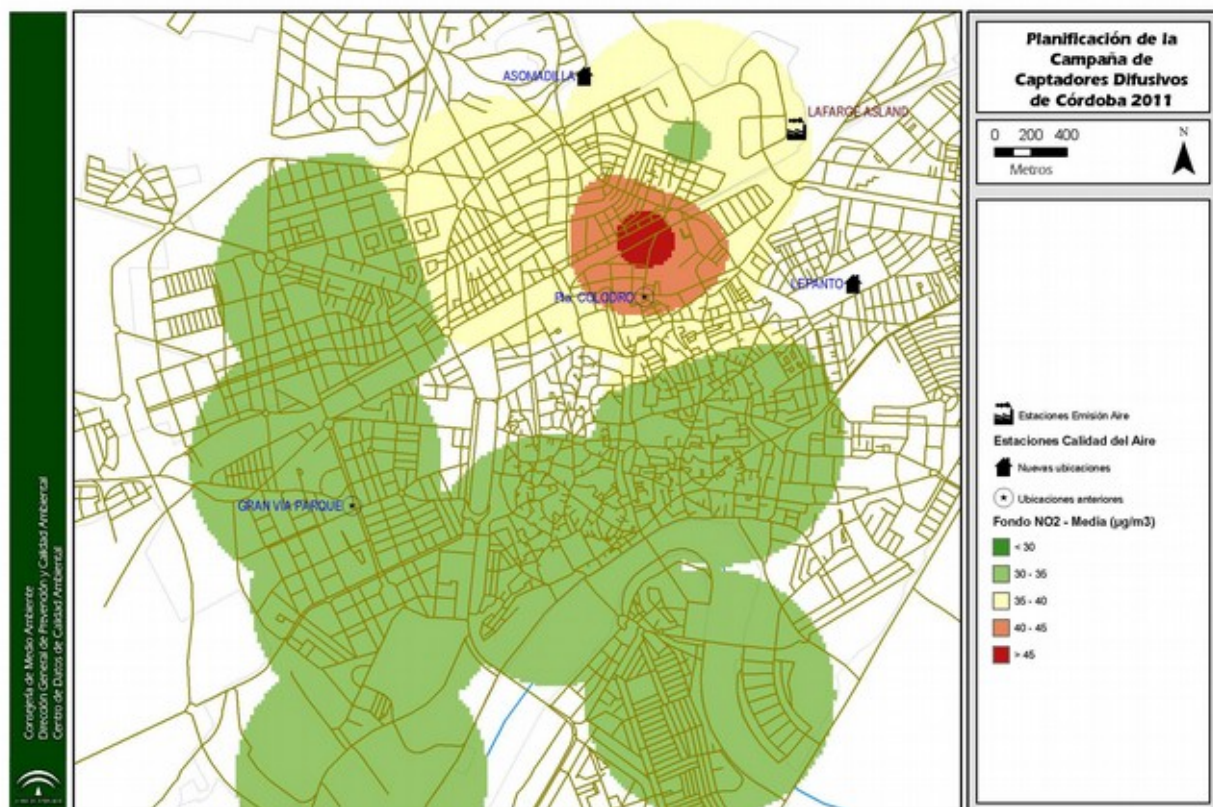 Planificación de la
Campaña de
Captadores Difusivos
de Córdoba 2011
0 200 400
Metros
N
ASOMADILLA
LAFARGE-ASLAND
LEPANTO
Pta. COLODRO
GRAN VÍA PARQUE
Estaciones Emisión Aire
Estaciones Calidad del Aire
Nuevas ubicaciones
Ubicaciones anteriores
Fondo NO2 - Media (µg/m3)
< 30
30 - 35
35 - 40
40 - 45
> 45
Consejería de Medio Ambiente
Dirección General de Prevención y Calidad Ambiental
Centro de Datos de Calidad Ambiental